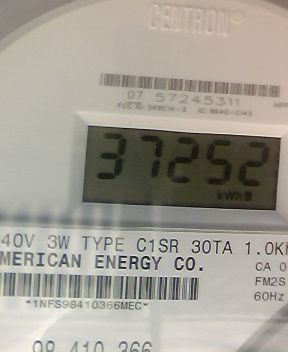 CENTRON®
07 57245311
37252
kWh
40V 3W TYPE C1SR 30TA 1.0K
MERICAN ENERGY CO.
CA 0
FM2S
60Hz
*1NFS98410366MEC*
98 410 366